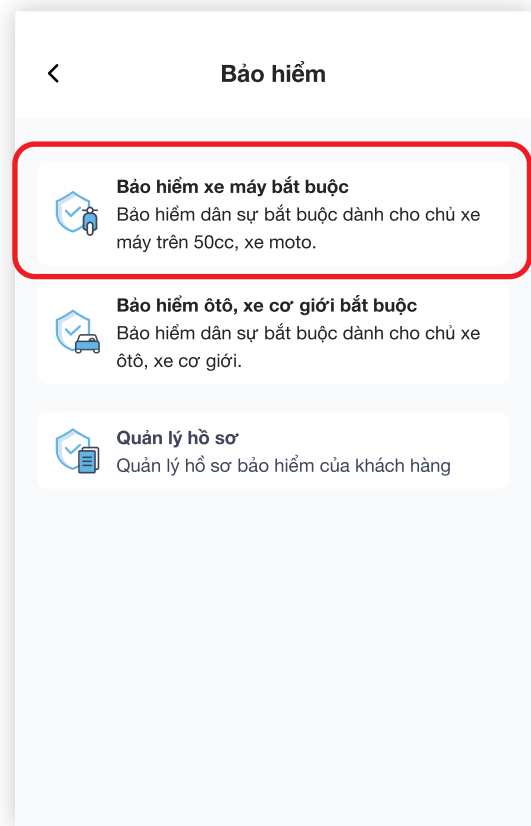 Bảo hiểm
Bảo hiểm xe máy bắt buộc
Bảo hiểm dân sự bắt buộc dành cho chủ xe
máy trên 50cc, xe moto.
Bảo hiểm ôtô, xe cơ giới bắt buộc
Bảo hiểm dân sự bắt buộc dành cho chủ xe
ôtô, xe cơ giới.
Quản lý hồ sơ
Quản lý hồ sơ bảo hiểm của khách hàng